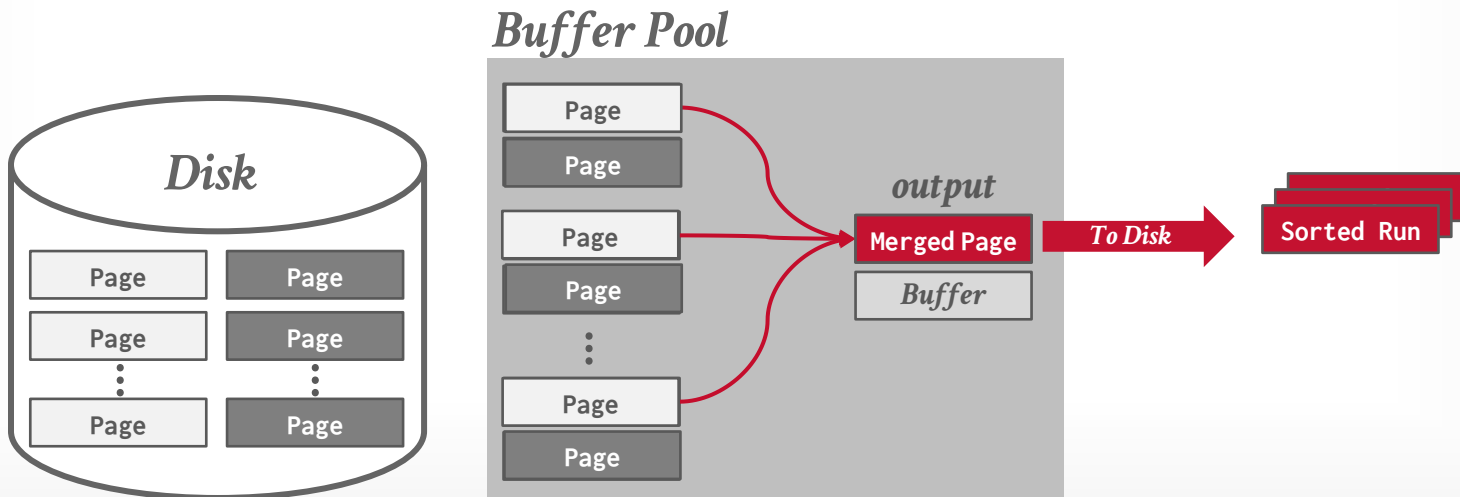 Buffer Pool
Disk
Page Page
Page Page
Page Page
Page
Page
Page
Page
Page
Page
output
Merged Page
Buffer
To Disk
Sorted Run